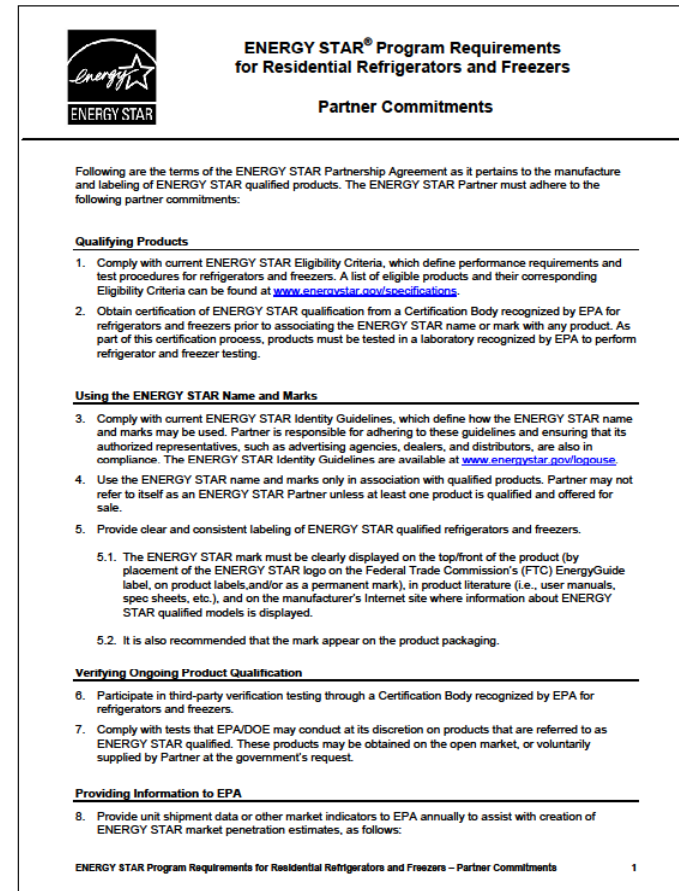 energy
ENERGY STAR
ENERGY STAR® Program Requirements
for Residential Refrigerators and Freezers
Partner Commitments
Following are the terms of the ENERGY STAR Partnership Agreement as it pertains to the manufacture
and labeling of ENERGY STAR qualified products. The ENERGY STAR Partner must adhere to the
following partner commitments:
Qualifying Products
1. Comply with current ENERGY STAR Eligibility Criteria, which define performance requirements and
test procedures for refrigerators and freezers. A list of eligible products and their corresponding
Eligibility Criteria can be found at www.energystar.gov/specifications.
2. Obtain certification of ENERGY STAR qualification from a Certification Body recognized by EPA for
refrigerators and freezers prior to associating the ENERGY STAR name or mark with any product. As
part of this certification process, products must be tested in a laboratory recognized by EPA to perform
refrigerator and freezer testing.
Using the ENERGY STAR Name and Marks
3. Comply with current ENERGY STAR Identity Guidelines, which define how the ENERGY STAR name
and marks may be used. Partner is responsible for adhering to these guidelines and ensuring that its
authorized representatives, such as advertising agencies, dealers, and distributors, are also in
compliance. The ENERGY STAR Identity Guidelines are available at www.energystar.gov/logouse.
4. Use the ENERGY STAR name and marks only in association with qualified products. Partner may not
refer to itself as an ENERGY STAR Partner unless at least one product is qualified and offered for
sale.
5. Provide clear and consistent labeling of ENERGY STAR qualified refrigerators and freezers.
5.1. The ENERGY STAR mark must be clearly displayed on the top/front of the product (by
placement of the ENERGY STAR logo on the Federal Trade Commission's (FTC) EnergyGuide
label, on product labels,and/or as a permanent mark), in product literature (i.e., user manuals,
spec sheets, etc.), and on the manufacturer's Internet site where information about ENERGY
STAR qualified models is displayed.
5.2. It is also recommended that the mark appear on the product packaging.
Verifying Ongoing Product Qualification
6. Participate in third-party verification testing through a Certification Body recognized by EPA for
refrigerators and freezers.
7. Comply with tests that EPA/DOE may conduct at its discretion on products that are referred to as
ENERGY STAR qualified. These products may be obtained on the open market, or voluntarily
supplied by Partner at the government's request.
Providing Information to EPA
8. Provide unit shipment data or other market indicators to EPA annually to assist with creation of
ENERGY STAR market penetration estimates, as follows:
ENERGY STAR Program Requirements for Residential Refrigerators and Freezers – Partner Commitments 1